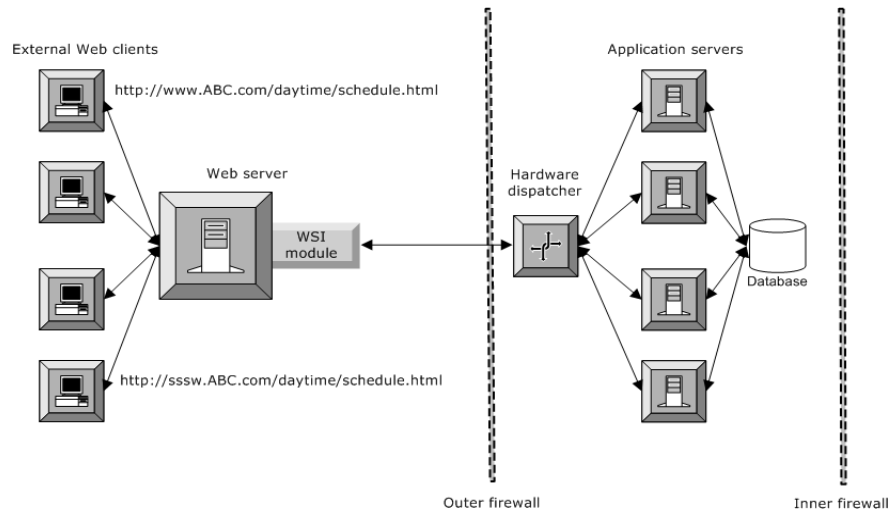 External Web clients
Application servers
http://www.ABC.com/daytime/schedule.html
Web server
Hardware
dispatcher
WSI
module
Database
http://sssw.ABC.com/daytime/schedule.html
Outer firewall
Inner firewall